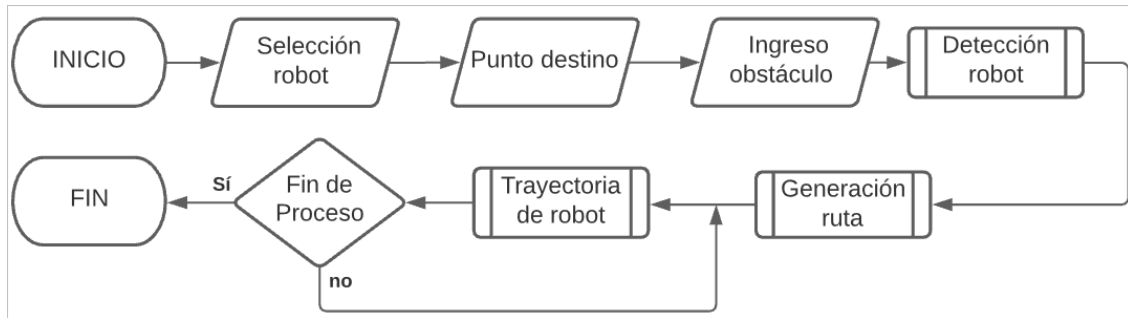 INICIO
Selección
robot
Punto destino
Ingreso
obstáculo
Detección
robot
FIN
Sí
Fin de
Proceso
Trayectoria
de robot
Generación
ruta
no